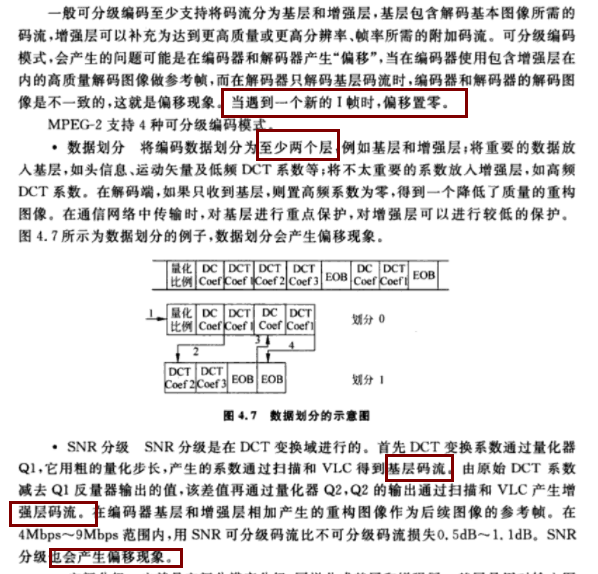 一般可分级编码至少支持将码流分为基层和增强层，基层包含解码基本图像所需的
码流，增强层可以补充为达到更高质量或更高分辨率、帧率所需的附加码流。可分级编码
模式，会产生的问题可能是在编码器和解码器产生“偏移”，当在编码器使用包含增强层在
内的高质量解码图像做参考帧，而在解码器只解码基层码流时，编码器和解码器的解码图
像是不一致的，这就是偏移现象。当遇到一个新的 I 帧时，偏移置零。
MPEG-2 支持 4 种可分级编码模式。
• 数据划分 将编码数据划分为至少两个层，例如基层和增强层；将重要的数据放
入基层，如头信息、运动矢量及低频 DCT 系数等；将不太重要的系数放入增强层，如高频
DCT 系数。在解码端，如果只收到基层，则置高频系数为零，得到一个降低了质量的重构
图像。在通信网络中传输时，对基层进行重点保护，对增强层可以进行较低的保护。
图 4.7 所示为数据划分的例子，数据划分会产生偏移现象。
量化比例 DC Coef DCT Coef 1 DCT Coef 2 DCT Coef 3 EOB DC Coef DCT Coef1 EOB
1 量化比例 DC Coef DCT Coef 1 DC Coef DCT Coef1 划分 0
2 3 4
DCT Coef 2 DCT Coef 3 EOB EOB 划分 1
图 4.7 数据划分的示意图
• SNR 分级 SNR 分级是在 DCT 变换域进行的。首先 DCT 变换系数通过量化器
Q1，它用粗的量化步长，产生的系数通过扫描和 VLC 得到基层码流。由原始 DCT 系数
减去 Q1 反量器输出的值，该差值再通过量化器 Q2，Q2 的输出通过扫描和 VLC 产生增
强层码流。在编码器基层和增强层相加产生的重构图像作为后续图像的参考帧。在
4Mbps～9Mbps 范围内，用 SNR 可分级码流比不可分级码流损失0.5dB～1.1dB。SNR
分级也会产生偏移现象。